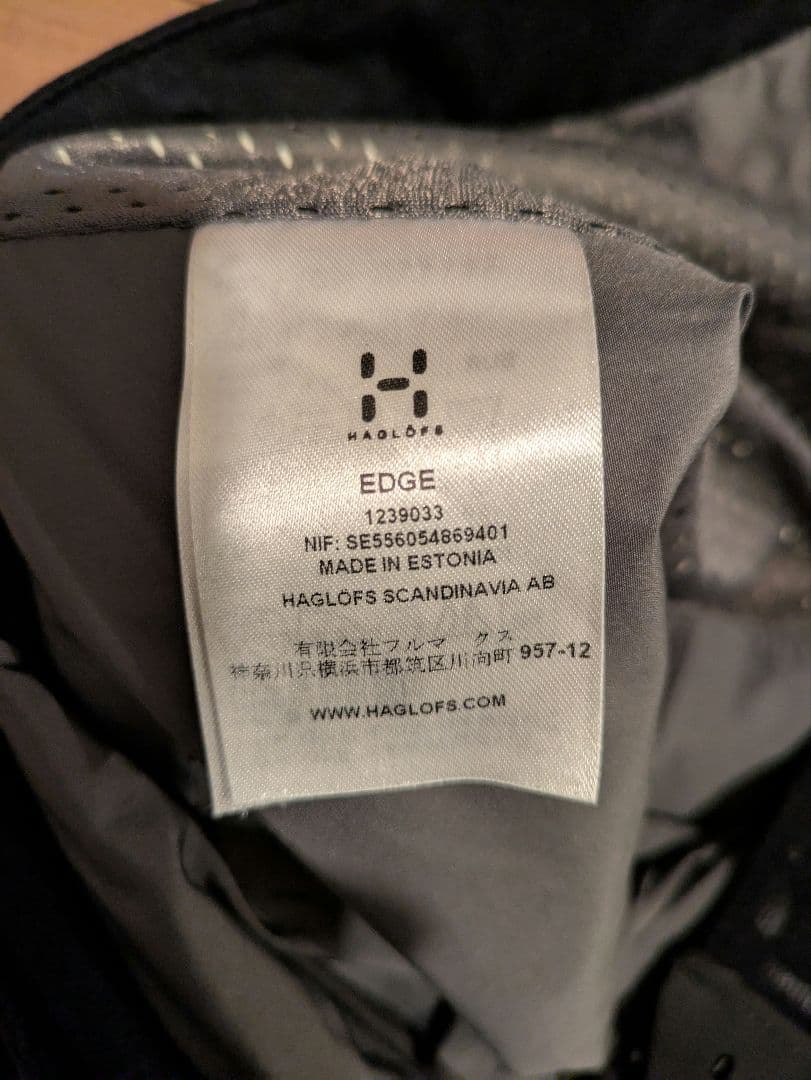 HAGLÖFS
EDGE
1239033
NIF: SE556054869401
MADE IN ESTONIA
HAGLÖFS SCANDINAVIA AB
有限会社フルマークス
神奈川県横浜市都筑区川向町 957-12
WWW.HAGLOFS.COM